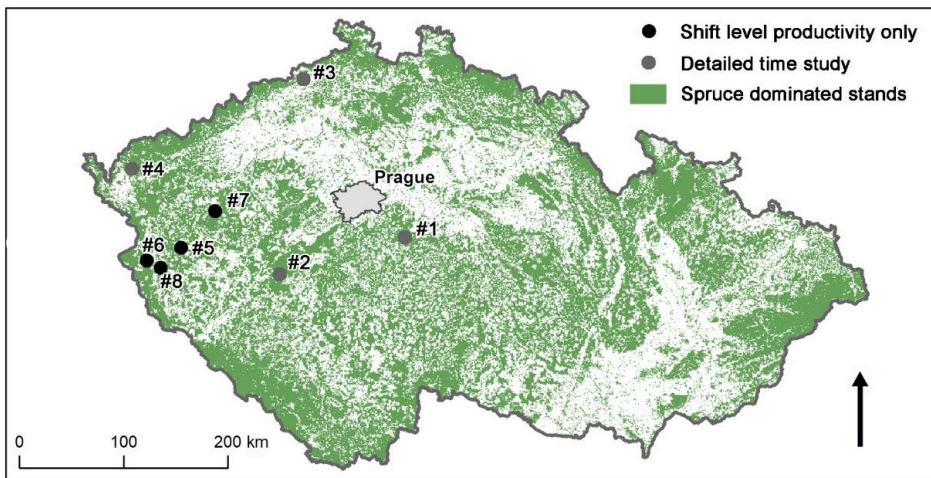 Shift level productivity only
Detailed time study
Spruce dominated stands
#3
#4
Prague
#7
#1
#6
#5
#2
#8
0 100 200 km